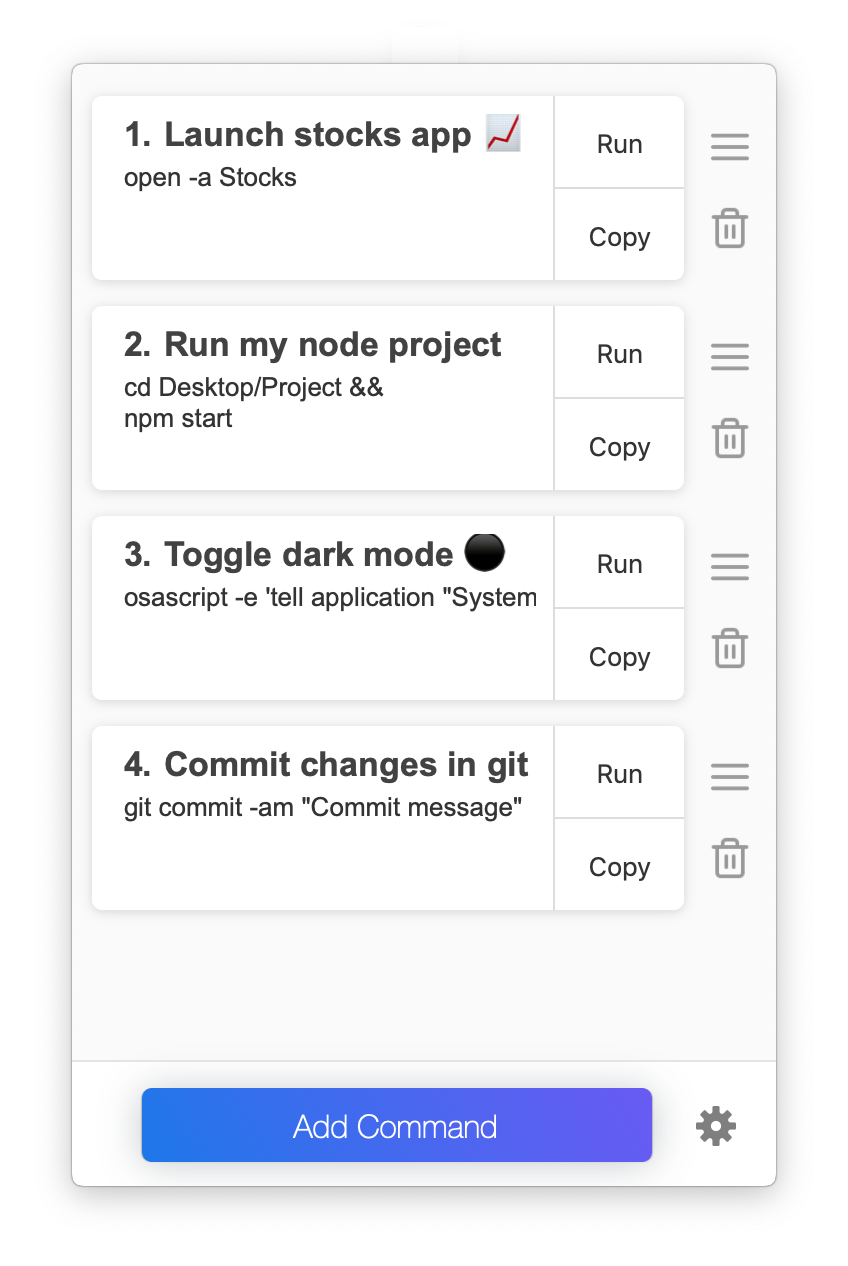 1. Launch stocks app 📈
open -a Stocks
Run
Copy
2. Run my node project
cd Desktop/Project &&
npm start
Run
Copy
3. Toggle dark mode ⚫
osascript -e 'tell application "System
Run
Copy
4. Commit changes in git
git commit -am "Commit message"
Run
Copy
Add Command